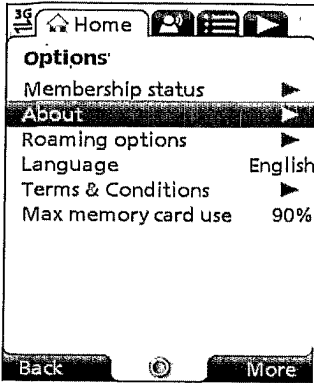 3G Home
Options
Membership status
About
Roaming options
Language English
Terms & Conditions
Max memory card use 90%
Back More